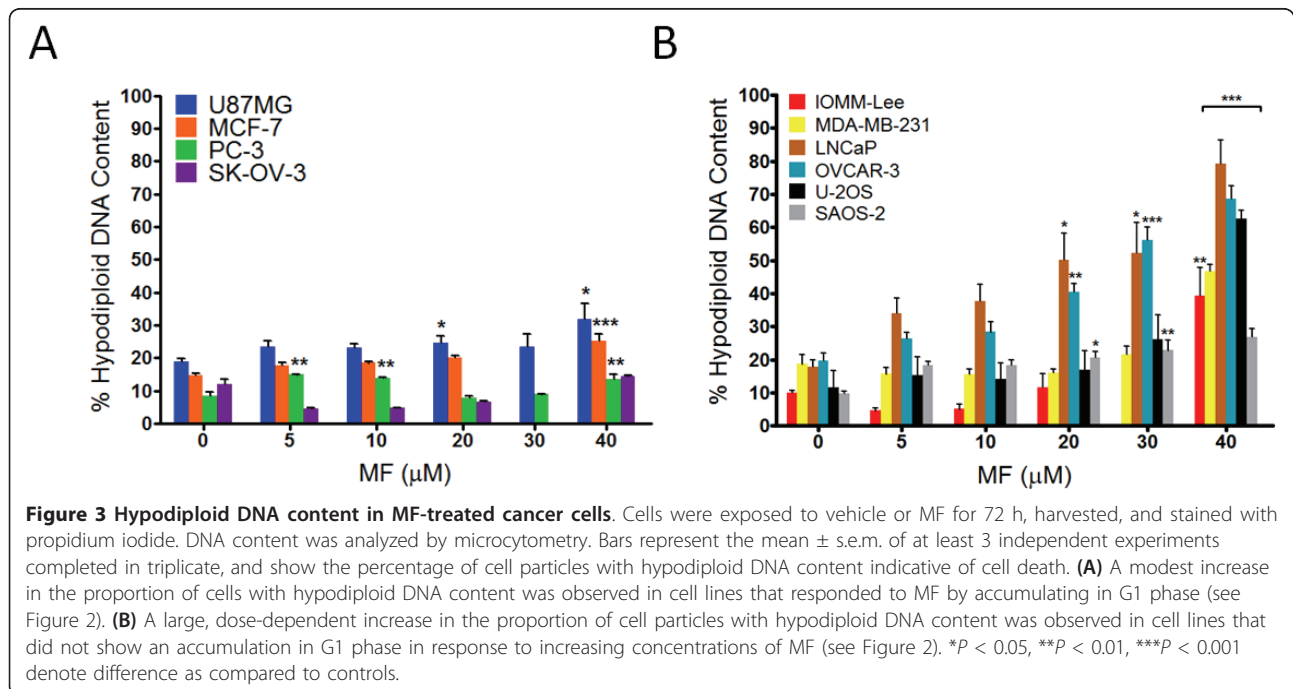 A
100
90
80
70
60
50
40
30
20
10
0
% Hypodiploid DNA Content
U87MG
MCF-7
PC-3
SK-OV-3
** ** * * *** **
0 5 10 20 30 40
MF (μM)
B
100
90
80
70
60
50
40
30
20
10
0
% Hypodiploid DNA Content
IOMM-Lee
MDA-MB-231
LNCaP
OVCAR-3
U-2OS
SAOS-2
* ** * * *** ** ** ***
0 5 10 20 30 40
MF (μM)
Figure 3 Hypodiploid DNA content in MF-treated cancer cells. Cells were exposed to vehicle or MF for 72 h, harvested, and stained with
propidium iodide. DNA content was analyzed by microcytometry. Bars represent the mean ± s.e.m. of at least 3 independent experiments
completed in triplicate, and show the percentage of cell particles with hypodiploid DNA content indicative of cell death. (A) A modest increase
in the proportion of cells with hypodiploid DNA content was observed in cell lines that responded to MF by accumulating in G1 phase (see
Figure 2). (B) A large, dose-dependent increase in the proportion of cell particles with hypodiploid DNA content was observed in cell lines that
did not show an accumulation in G1 phase in response to increasing concentrations of MF (see Figure 2). *P < 0.05, **P < 0.01, ***P < 0.001
denote difference as compared to controls.